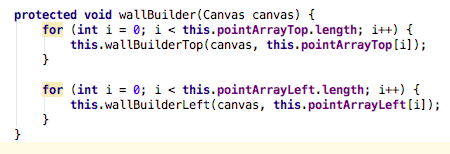 protected void wallBuilder(Canvas canvas) {
    for (int i = 0; i < this.pointArrayTop.length; i++) {
        this.wallBuilderTop(canvas, this.pointArrayTop[i]);
    }

    for (int i = 0; i < this.pointArrayLeft.length; i++) {
        this.wallBuilderLeft(canvas, this.pointArrayLeft[i]);
    }
}